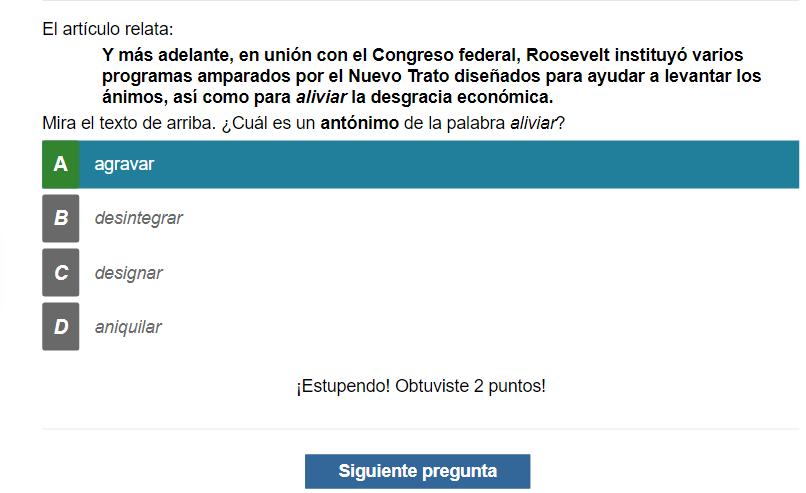 El artículo relata:
Y más adelante, en unión con el Congreso federal, Roosevelt instituyó varios
programas amparados por el Nuevo Trato diseñados para ayudar a levantar los
ánimos, así como para aliviar la desgracia económica.
Mira el texto de arriba. ¿Cuál es un antónimo de la palabra aliviar?
A agravar
B desintegrar
C designar
D aniquilar
¡Estupendo! Obtuviste 2 puntos!
Siguiente pregunta